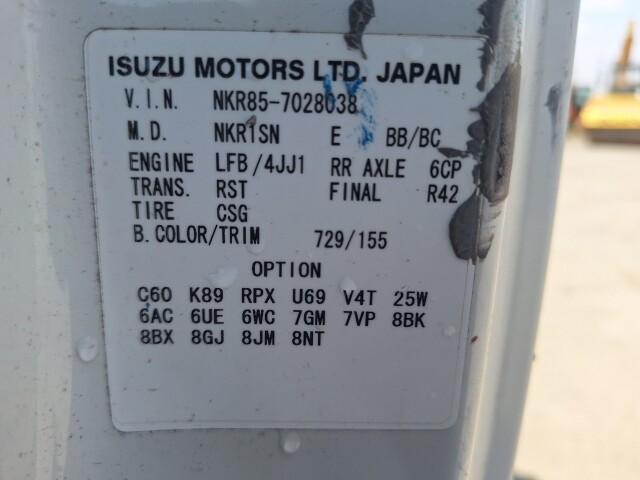 ISUZU MOTORS LTD. JAPAN
V.I.N. NKR85-7028038
M.D. NKR1SN E BB/BC
ENGINE LFB/4JJ1 RR AXLE 6CP
TRANS. RST FINAL R42
TIRE CSG
B.COLOR/TRIM 729/155
OPTION
C60 K89 RPX U69 V4T 25W
6AC 6UE 6WC 7GM 7VP 8BK
8BX 8GJ 8JM 8NT